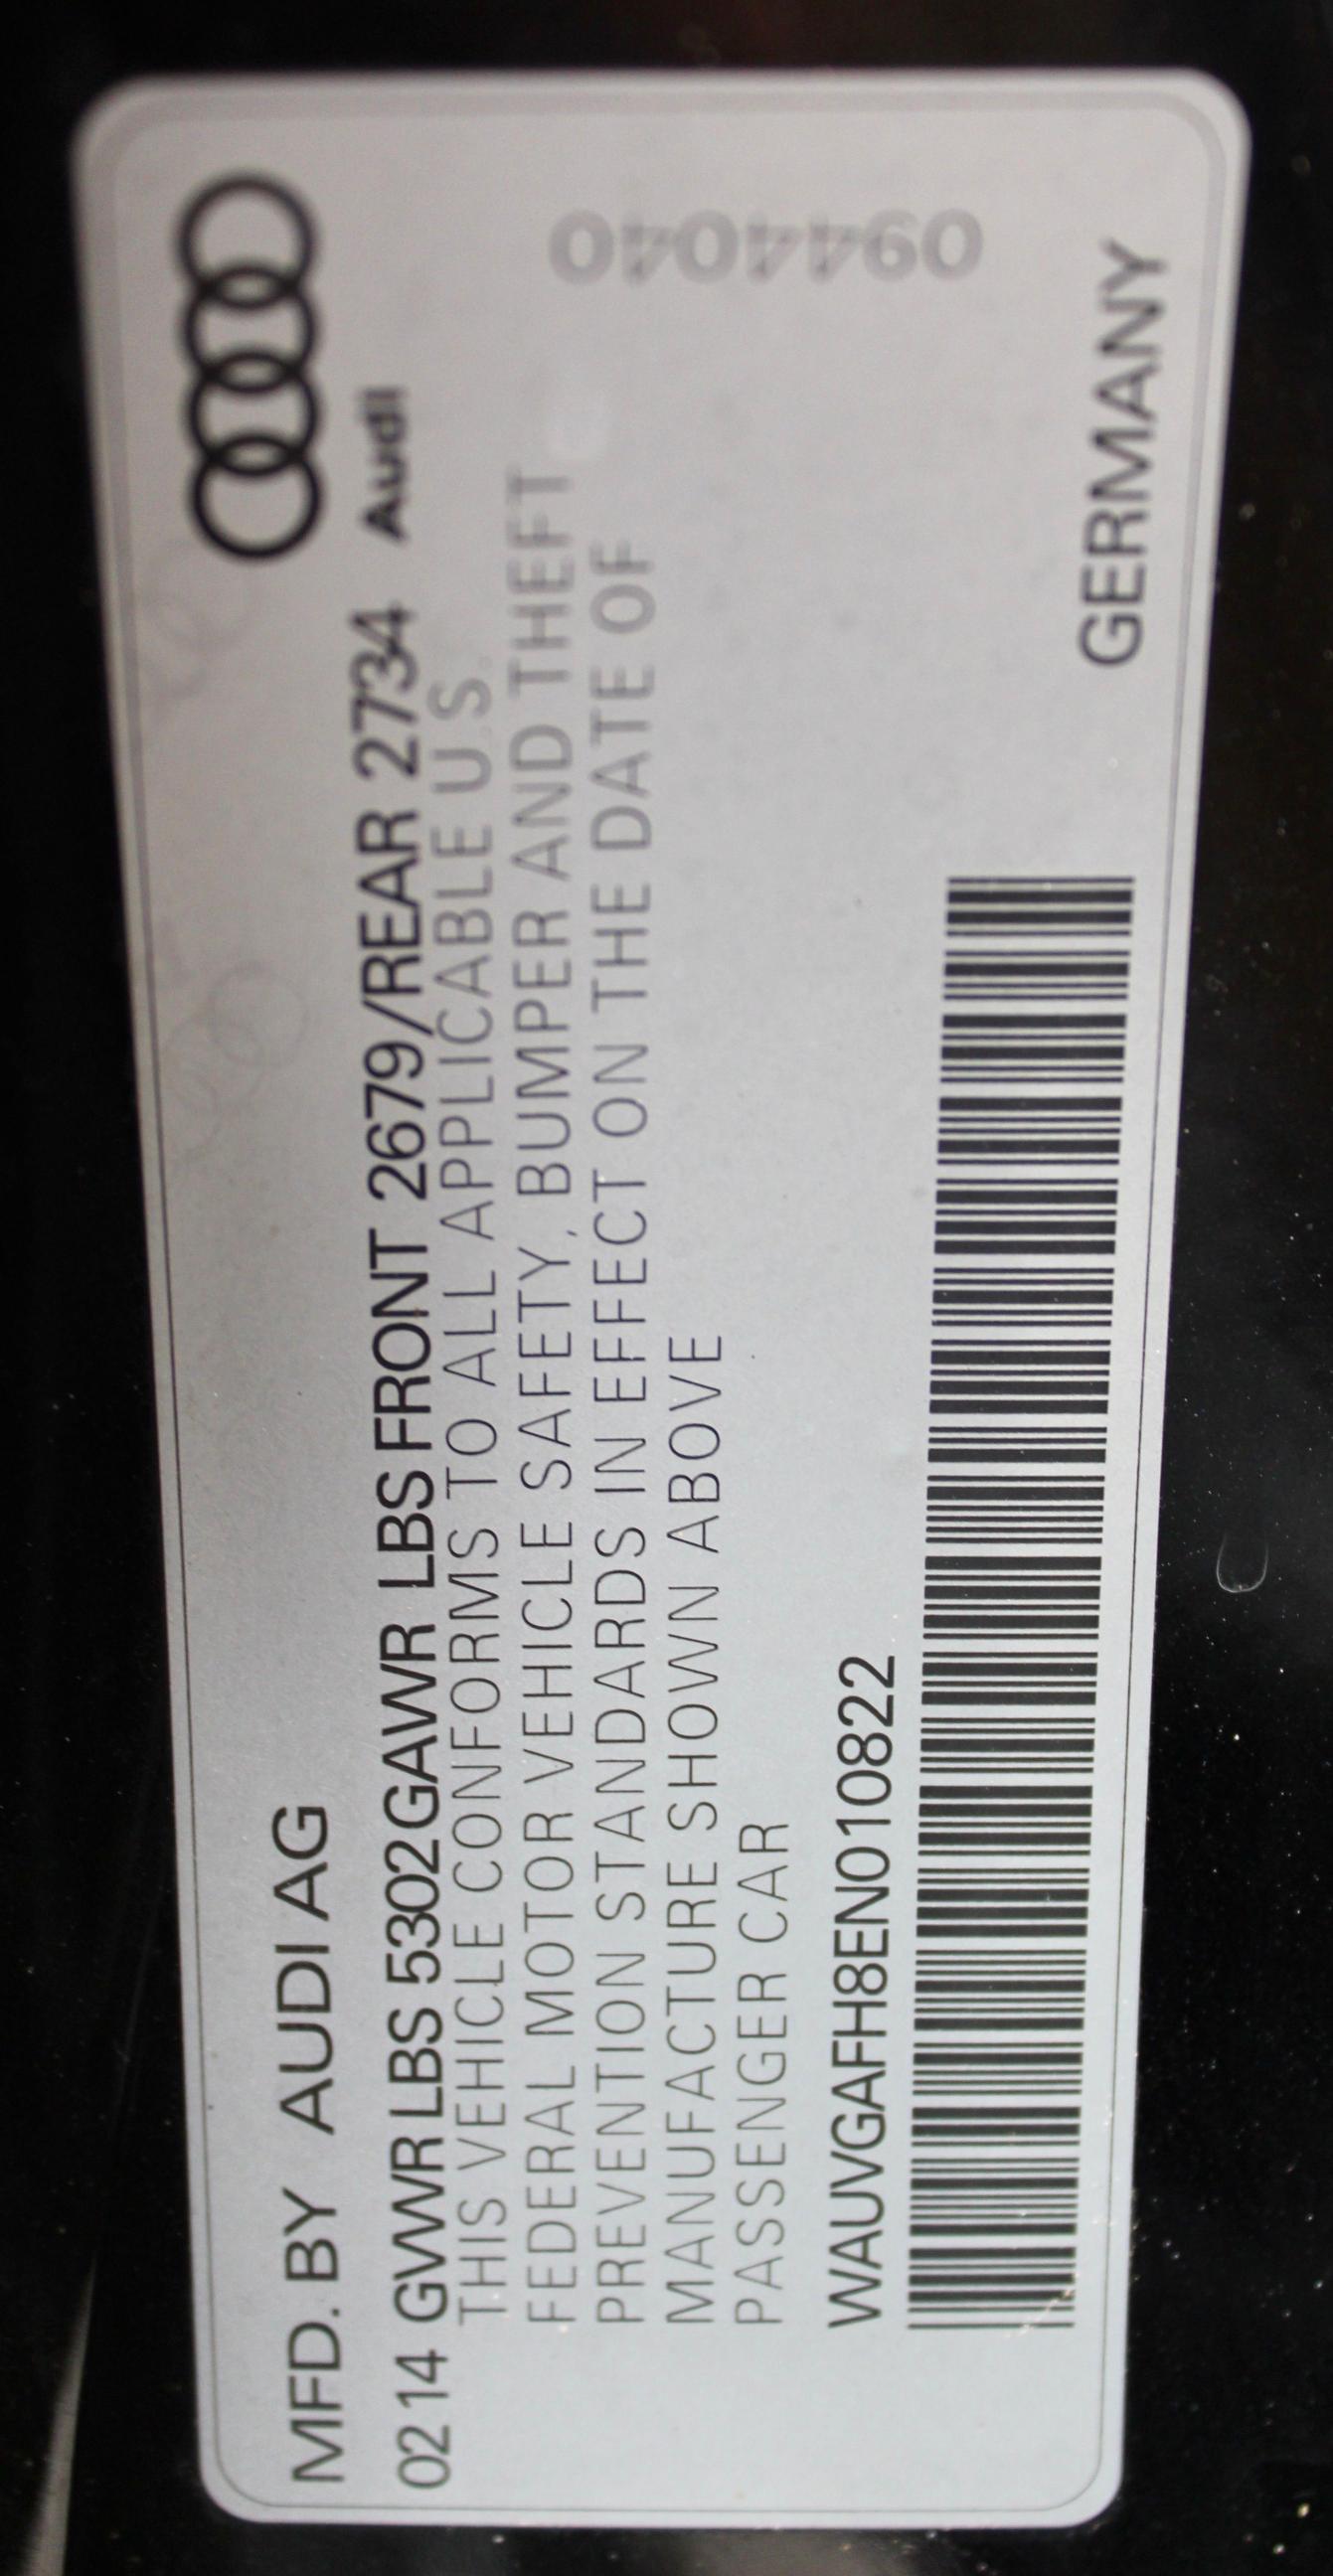 MFD. BY AUDI AG
02 14 GVWR LBS 5302 GAWR LBS FRONT 2679/REAR 2734
Audi
THIS VEHICLE CONFORMS TO ALL APPLICABLE U.S.
FEDERAL MOTOR VEHICLE SAFETY, BUMPER AND THEFT
PREVENTION STANDARDS IN EFFECT ON THE DATE OF
MANUFACTURE SHOWN ABOVE
PASSENGER CAR
0944040
WAUVGAFH8EN010822
GERMANY